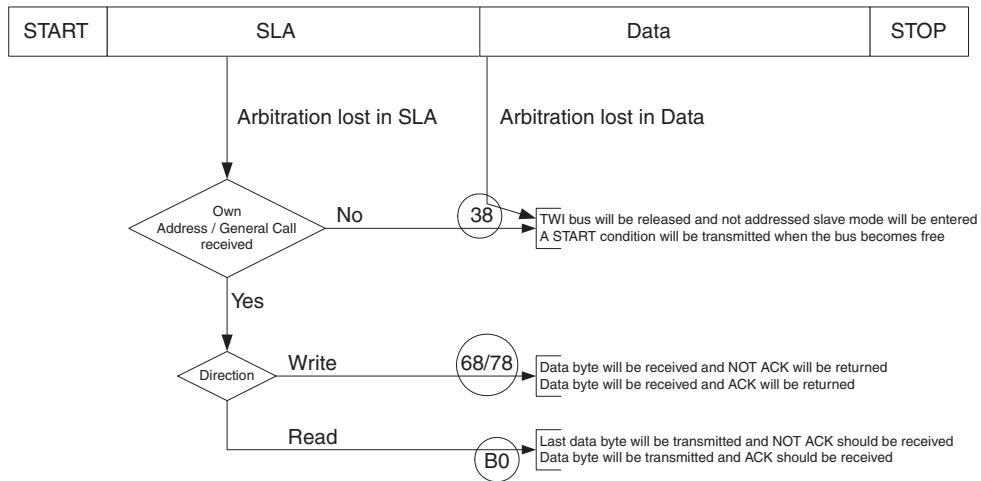 START SLA Data STOP
Arbitration lost in SLA Arbitration lost in Data
Own
Address / General Call
received
No
38
TWI bus will be released and not addressed slave mode will be entered
A START condition will be transmitted when the bus becomes free
Yes
Direction
Write
68/78
Data byte will be received and NOT ACK will be returned
Data byte will be received and ACK will be returned
Read
B0
Last data byte will be transmitted and NOT ACK should be received
Data byte will be transmitted and ACK should be received